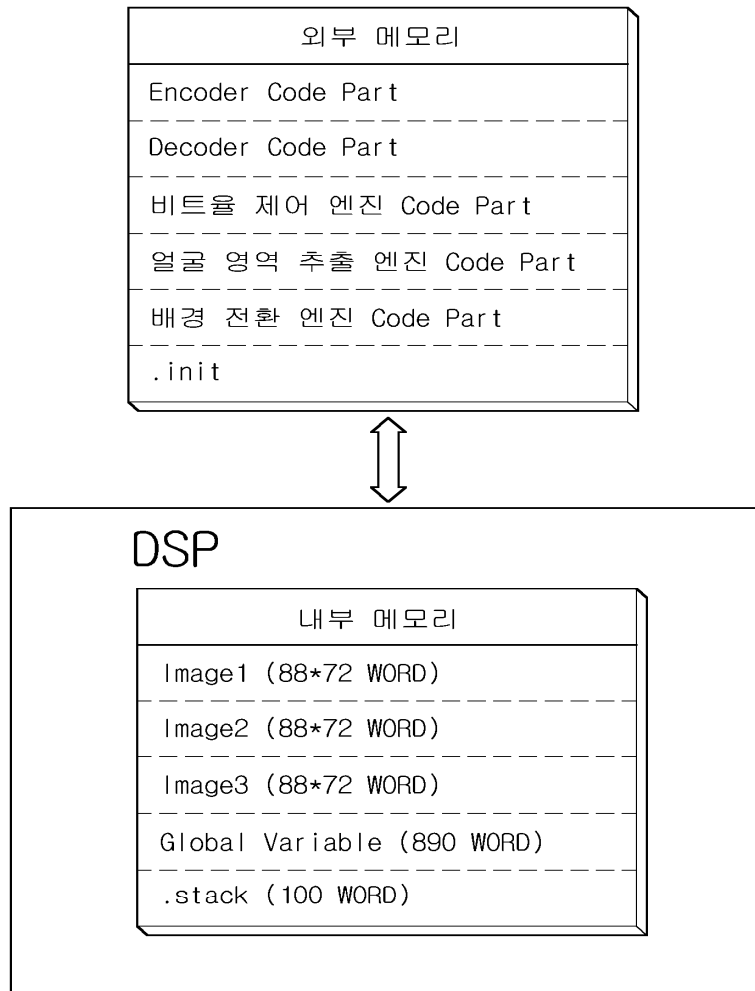 외부 메모리
Encoder Code Part
Decoder Code Part
비트율 제어 엔진 Code Part
얼굴 영역 추출 엔진 Code Part
배경 전환 엔진 Code Part
.init
DSP
내부 메모리
Image1 (88*72 WORD)
Image2 (88*72 WORD)
Image3 (88*72 WORD)
Global Variable (890 WORD)
.stack (100 WORD)